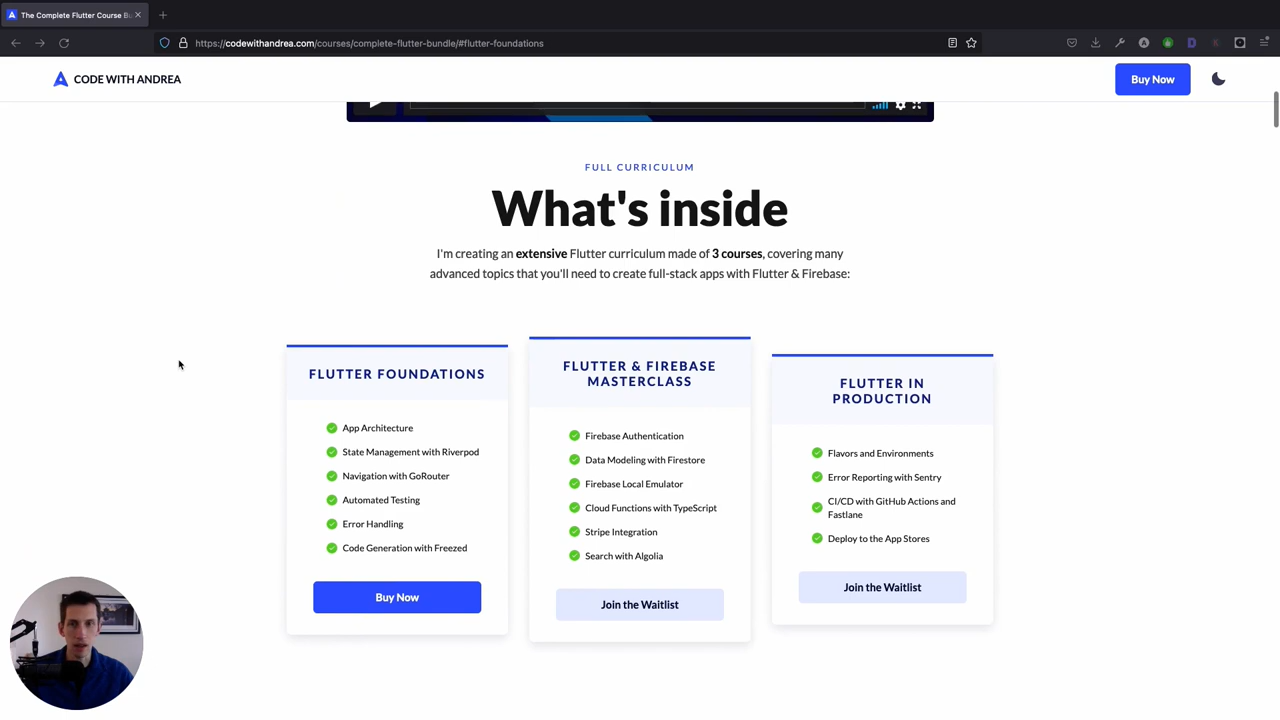 The Complete Flutter Course Bu
https://codewithandrea.com/courses/complete-flutter-bundle/#flutter-foundations
CODE WITH ANDREA
Buy Now
FULL CURRICULUM
What's inside
I'm creating an extensive Flutter curriculum made of 3 courses, covering many
advanced topics that you'll need to create full-stack apps with Flutter & Firebase:
FLUTTER FOUNDATIONS
App Architecture
State Management with Riverpod
Navigation with GoRouter
Automated Testing
Error Handling
Code Generation with Freezed
Buy Now
FLUTTER & FIREBASE
MASTERCLASS
Firebase Authentication
Data Modeling with Firestore
Firebase Local Emulator
Cloud Functions with TypeScript
Stripe Integration
Search with Algolia
Join the Waitlist
FLUTTER IN
PRODUCTION
Flavors and Environments
Error Reporting with Sentry
CI/CD with GitHub Actions and
Fastlane
Deploy to the App Stores
Join the Waitlist